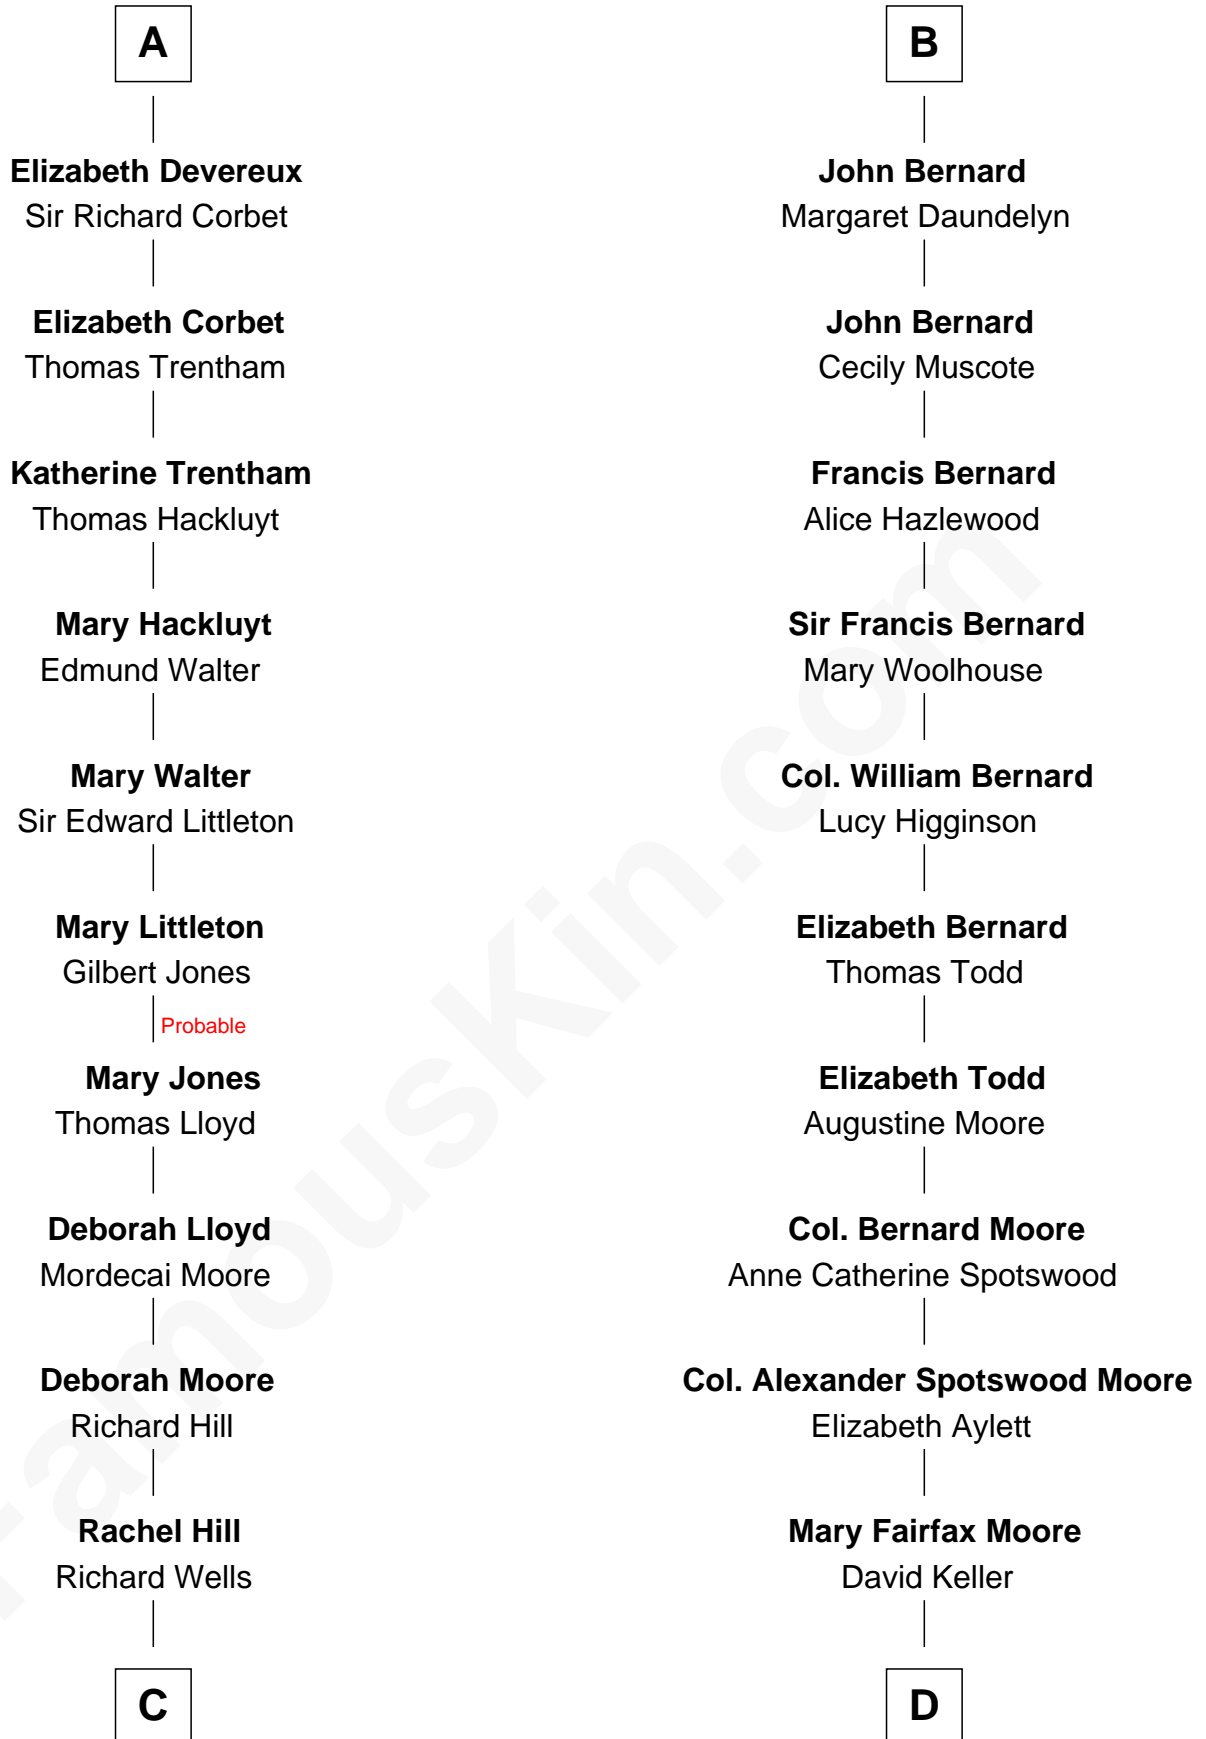 A
Elizabeth Devereux
Sir Richard Corbet
Elizabeth Corbet
Thomas Trentham
Katherine Trentham
Thomas Hackluyt
Mary Hackluyt
Edmund Walter
Mary Walter
Sir Edward Littleton
Mary Littleton
Gilbert Jones
Probable
Mary Jones
Thomas Lloyd
Deborah Lloyd
Mordecai Moore
Deborah Moore
Richard Hill
Rachel Hill
Richard Wells
C
B
John Bernard
Margaret Daundelyn
John Bernard
Cecily Muscote
Francis Bernard
Alice Hazlewood
Sir Francis Bernard
Mary Woolhouse
Col. William Bernard
Lucy Higginson
Elizabeth Bernard
Thomas Todd
Elizabeth Todd
Augustine Moore
Col. Bernard Moore
Anne Catherine Spotswood
Col. Alexander Spotswood Moore
Elizabeth Aylett
Mary Fairfax Moore
David Keller
D
FamousKin.com